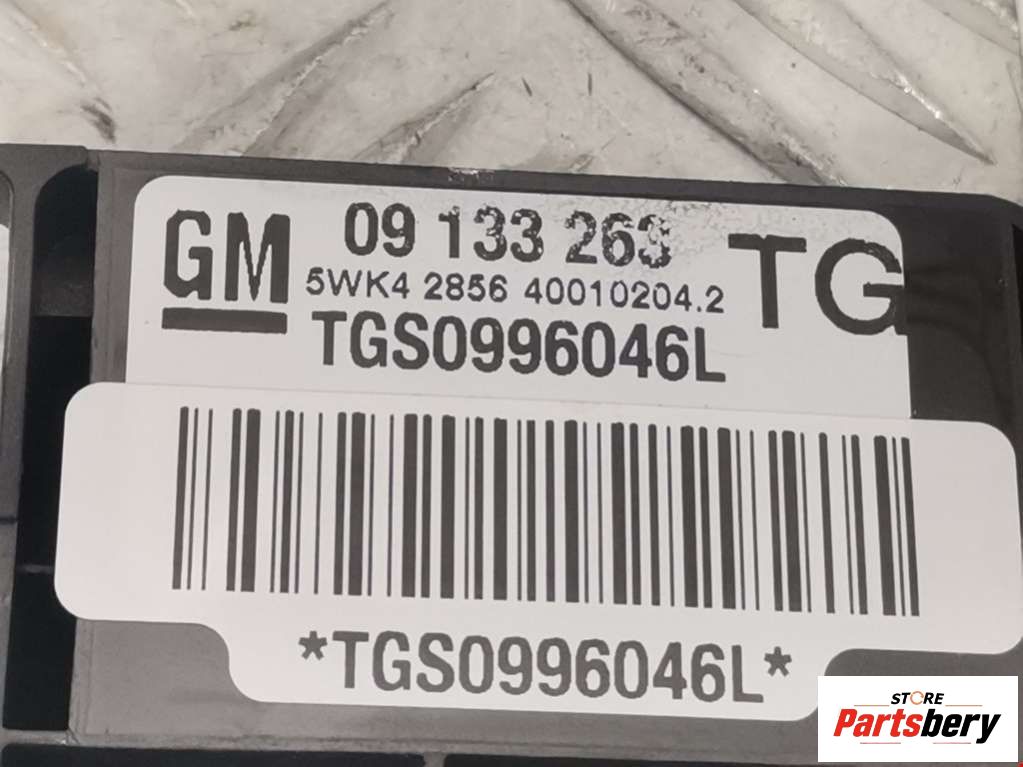 GM 09 133 263 TG
5WK4 2856 40010204.2
TGS0996046L
*TGS0996046L*
STORE
Partsbery